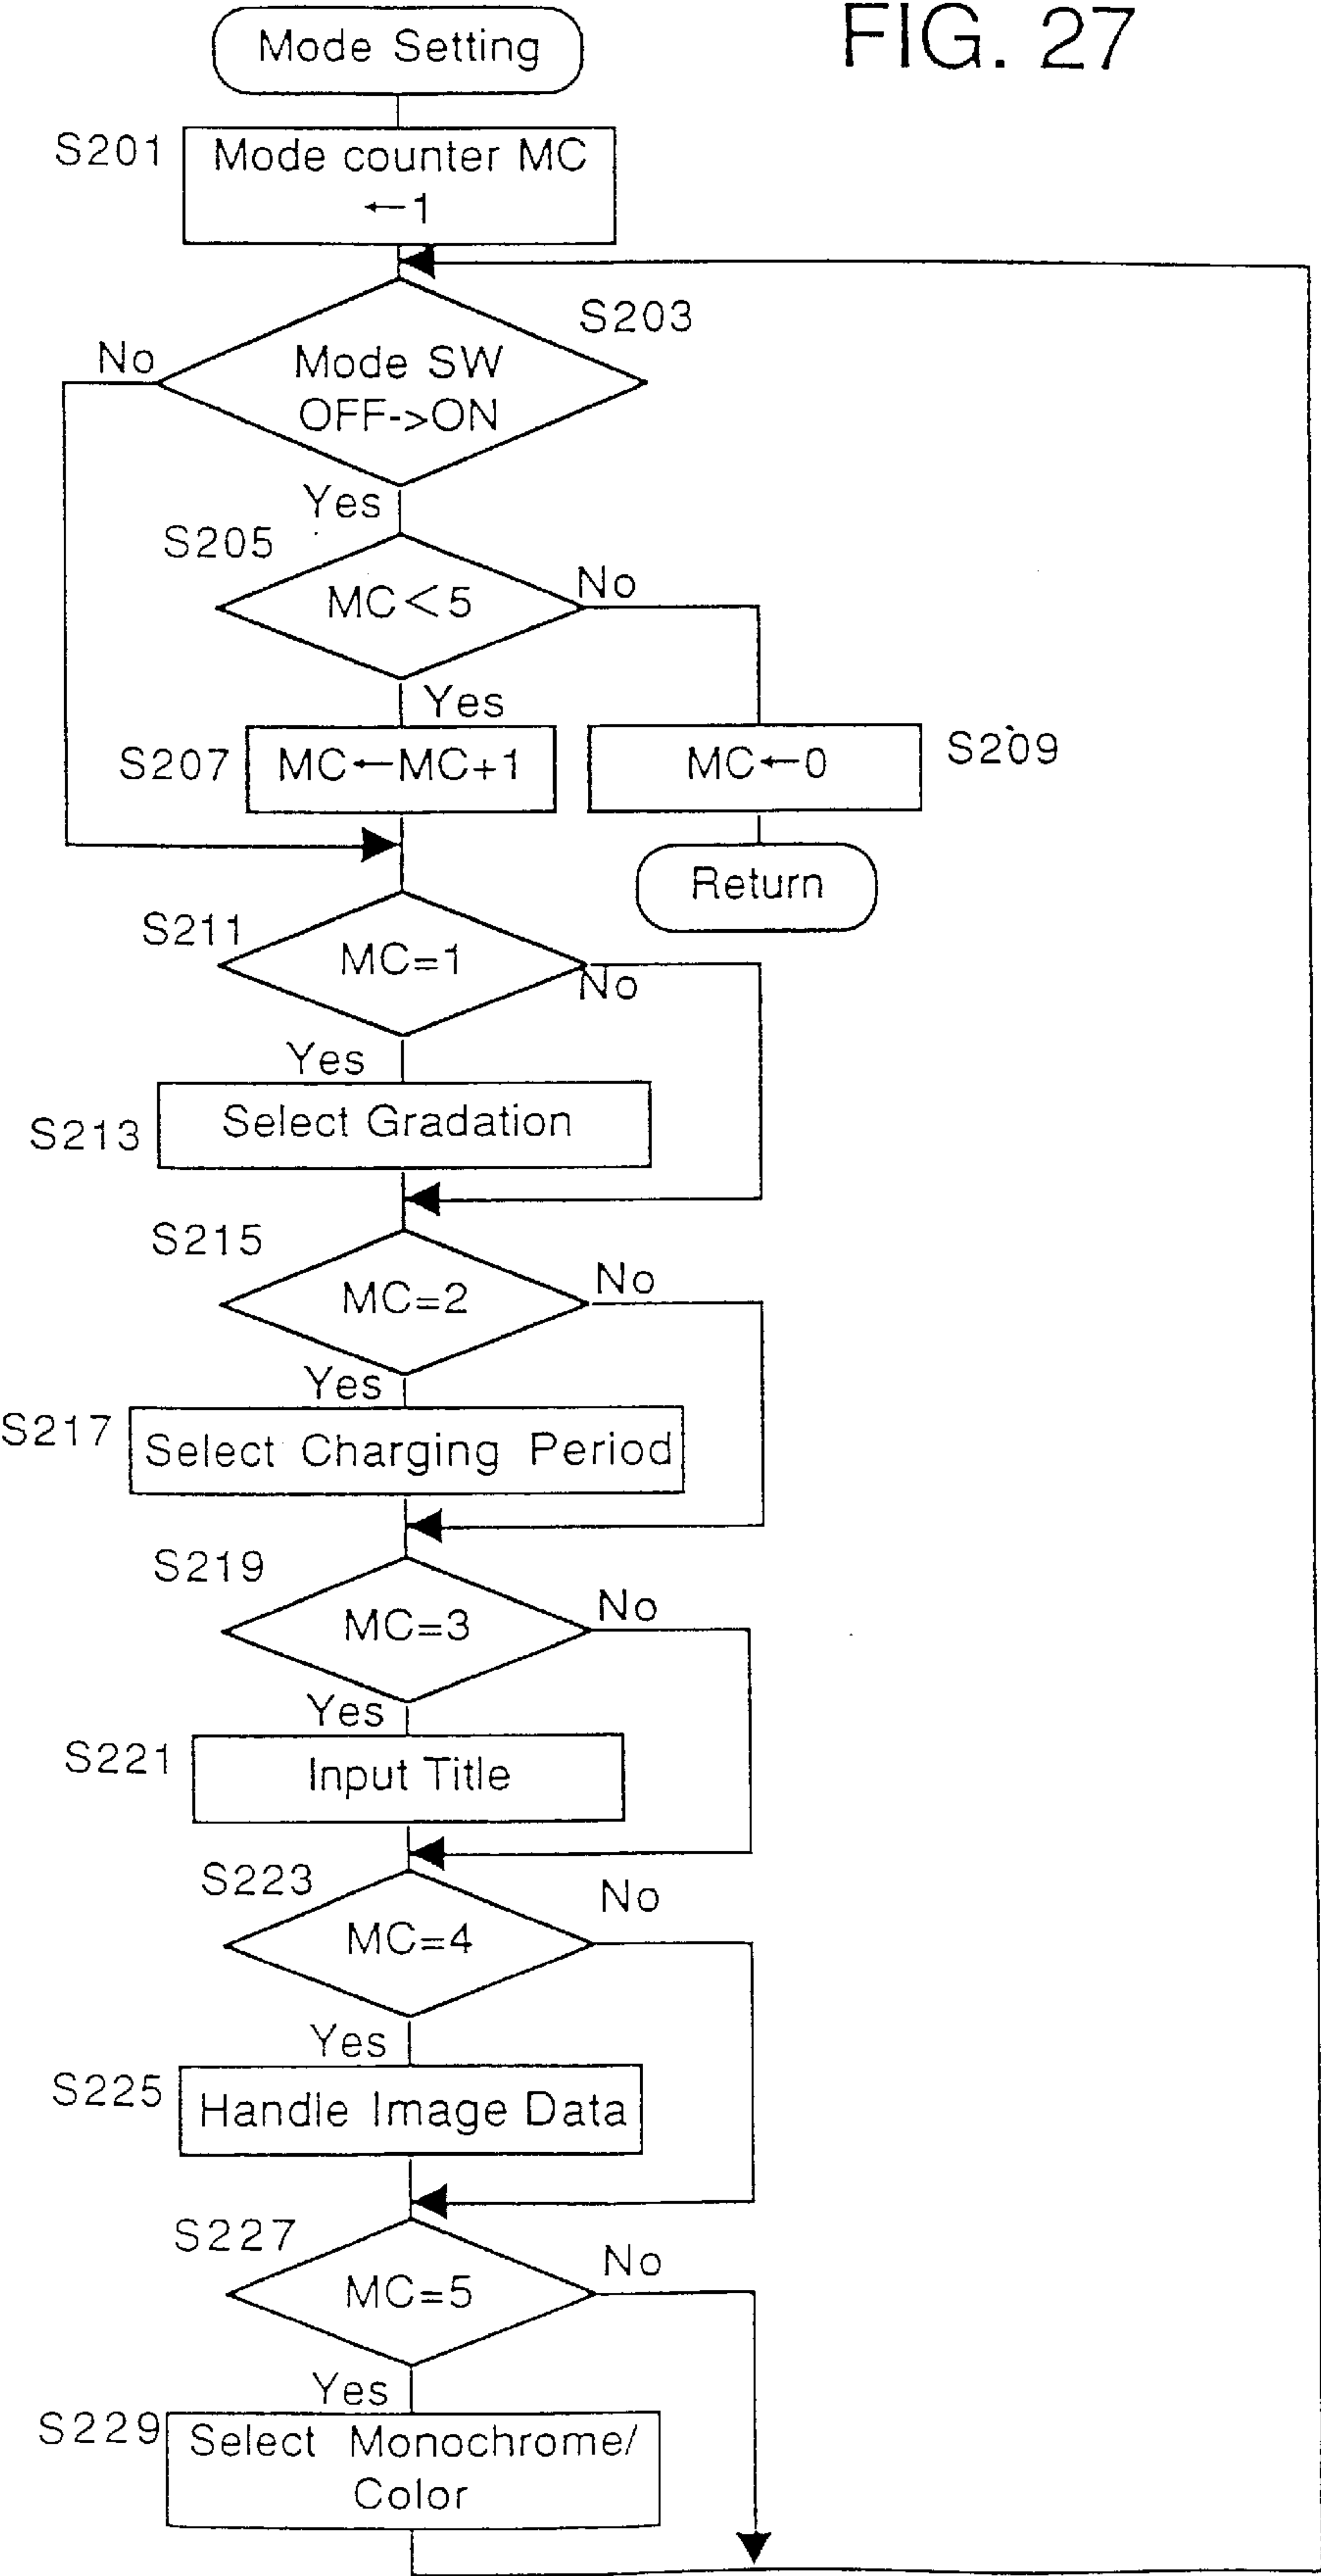 FIG. 27
Mode Setting
S201
Mode counter MC
←1
S203
No
Mode SW
OFF->ON
Yes
S205
MC<5
No
Yes
S207
MC←MC+1
MC←0
S209
Return
S211
MC=1
No
Yes
S213
Select Gradation
S215
MC=2
No
Yes
S217
Select Charging Period
S219
MC=3
No
Yes
S221
Input Title
S223
MC=4
No
Yes
S225
Handle Image Data
S227
MC=5
No
Yes
S229
Select Monochrome/
Color